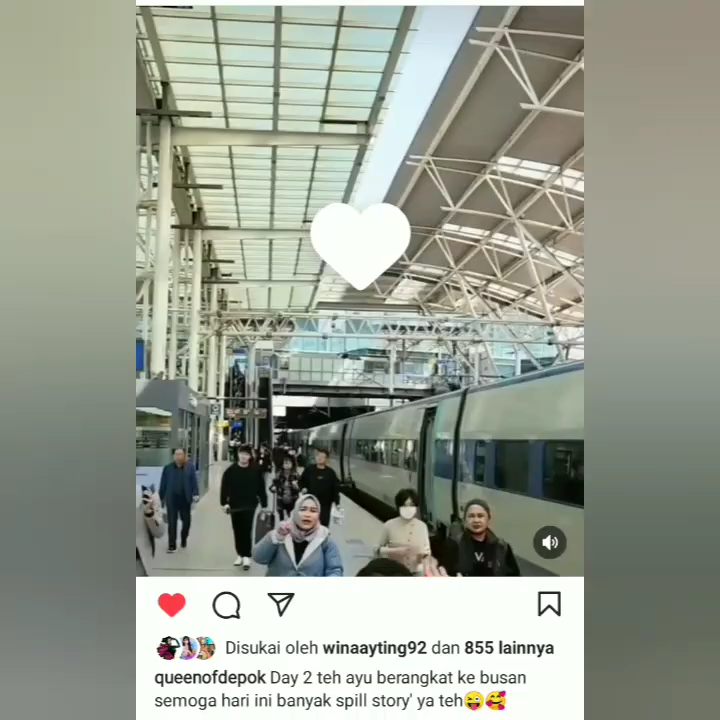 Disukai oleh winaayting92 dan 855 lainnya
queenofdepok Day 2 teh ayu berangkat ke busan
semoga hari ini banyak spill story' ya teh😜🥰